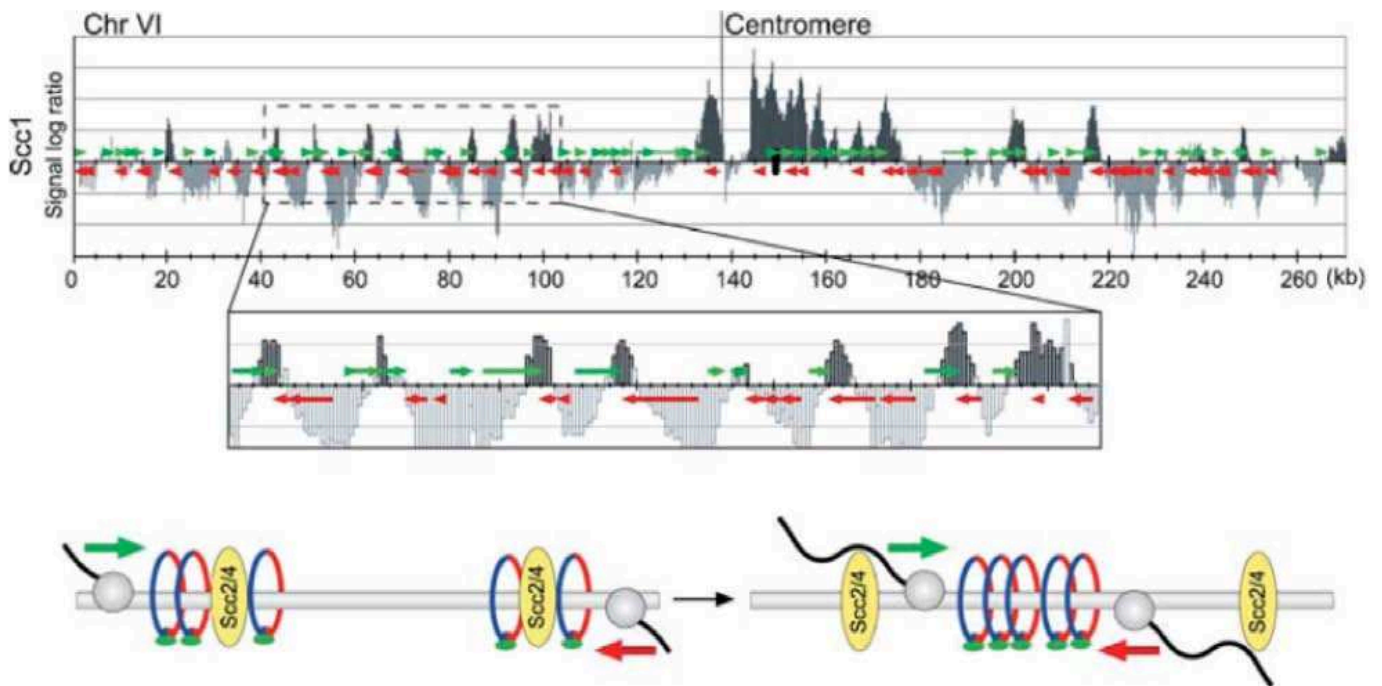 Chr VI
Centromere
Scc1
Signal log ratio
0 20 40 60 80 100 120 140 160 180 200 220 240 260 (kb)
Scc2/4 Scc2/4 Scc2/4 Scc2/4